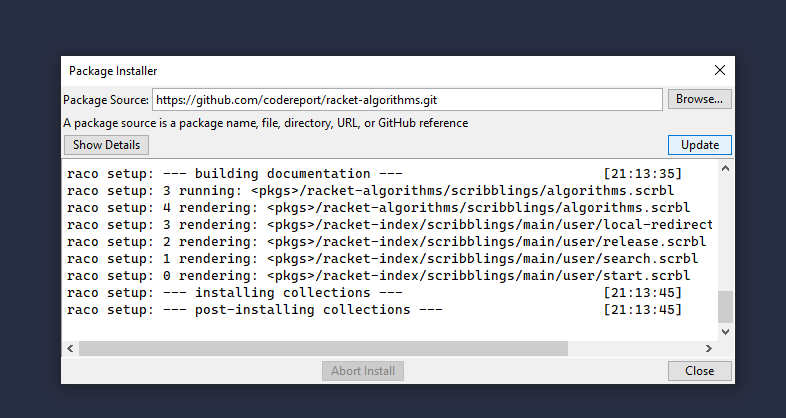 Package Installer
Package Source: https://github.com/codereport/racket-algorithms.git Browse...
A package source is a package name, file, directory, URL, or GitHub reference
Show Details Update
raco setup: --- building documentation --- [21:13:35]
raco setup: 3 running: <pkgs>/racket-algorithms/scribblings/algorithms.scrbl
raco setup: 4 rendering: <pkgs>/racket-algorithms/scribblings/algorithms.scrbl
raco setup: 3 rendering: <pkgs>/racket-index/scribblings/main/user/local-redirect
raco setup: 2 rendering: <pkgs>/racket-index/scribblings/main/user/release.scrbl
raco setup: 1 rendering: <pkgs>/racket-index/scribblings/main/user/search.scrbl
raco setup: 0 rendering: <pkgs>/racket-index/scribblings/main/user/start.scrbl
raco setup: --- installing collections --- [21:13:45]
raco setup: --- post-installing collections --- [21:13:45]
Abort Install Close